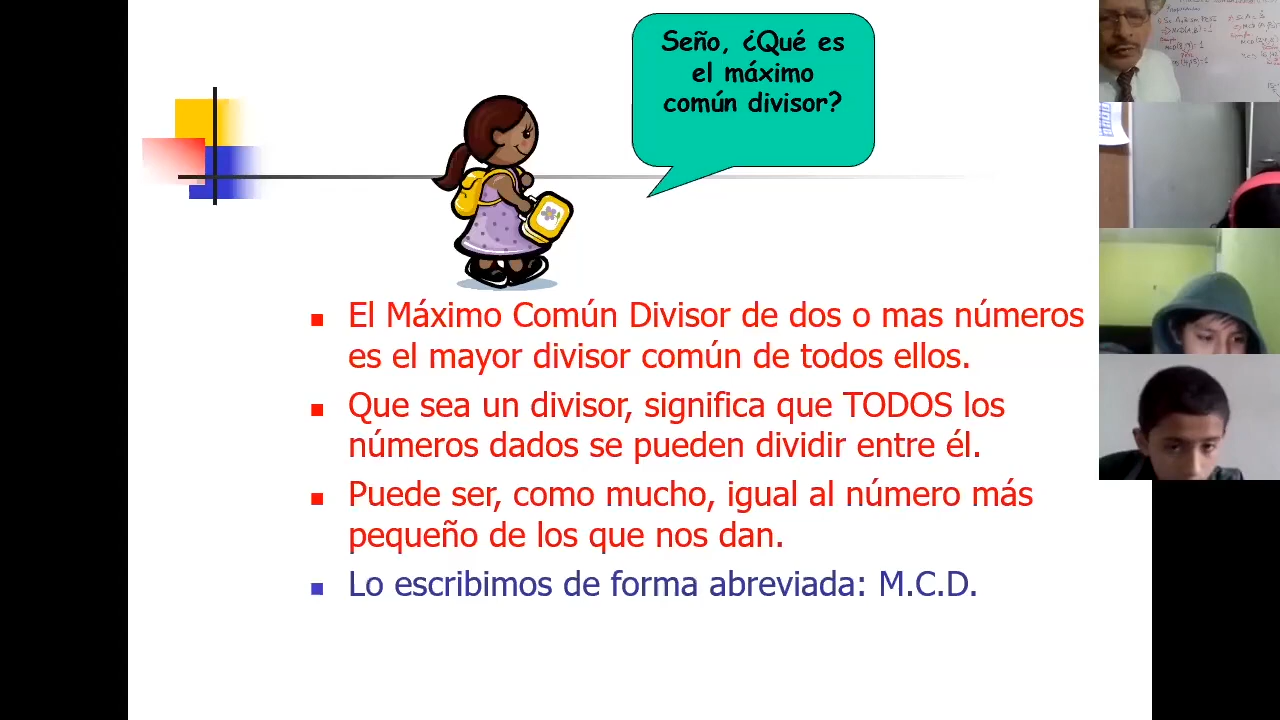 Seño, ¿Qué es
el máximo
común divisor?
El Máximo Común Divisor de dos o mas números
es el mayor divisor común de todos ellos.
Que sea un divisor, significa que TODOS los
números dados se pueden dividir entre él.
Puede ser, como mucho, igual al número más
pequeño de los que nos dan.
Lo escribimos de forma abreviada: M.C.D.